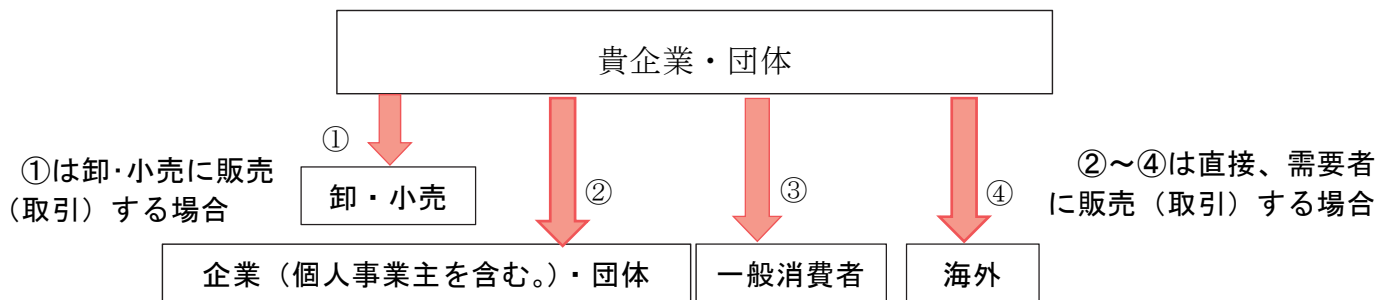 貴企業・団体
①
①は卸・小売に販売
（取引）する場合
卸・小売
②
③
④
②～④は直接、需要者
に販売（取引）する場合
企業（個人事業主を含む。）・団体
一般消費者
海外